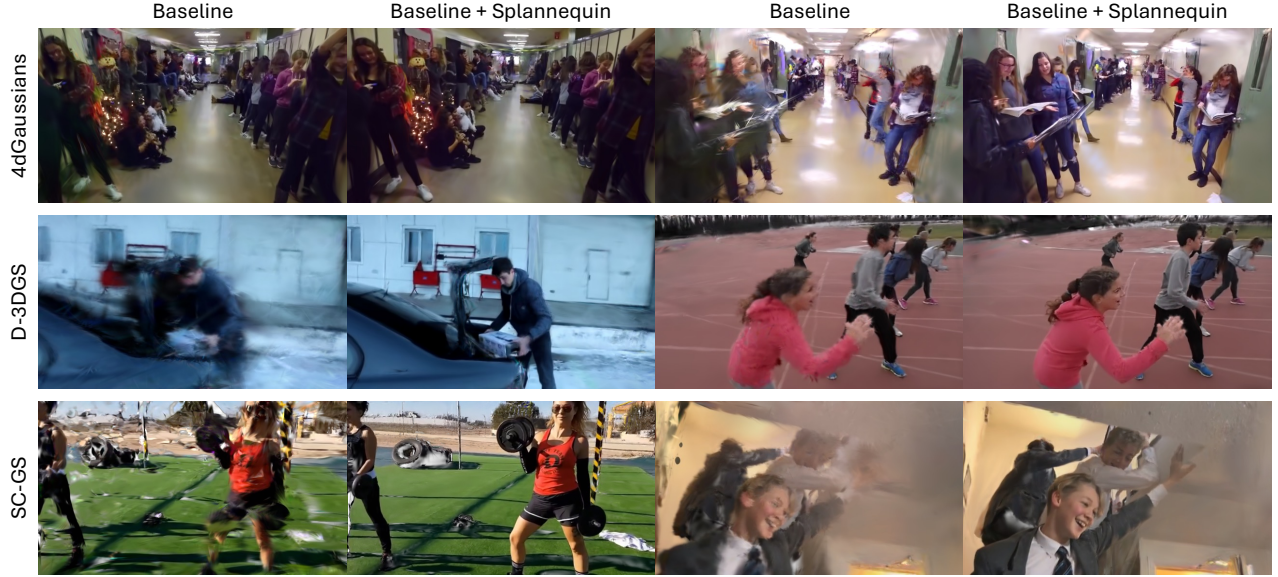 Baseline
Baseline + Splannequin
Baseline
Baseline + Splannequin
4dGaussians
D-3DGS
SC-GS